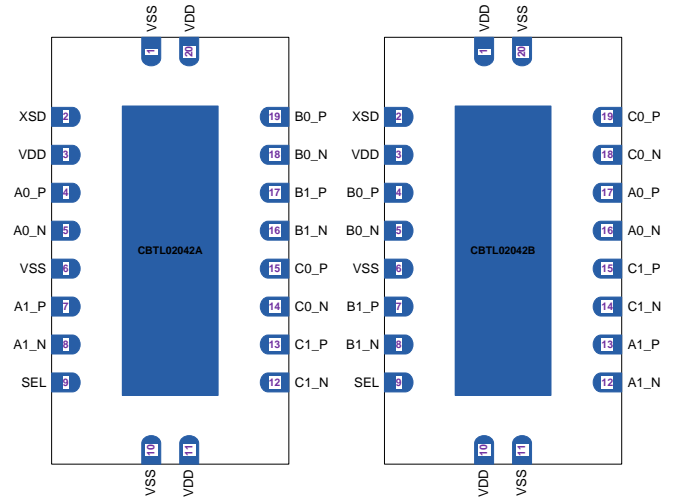 VSS VDD VDD VSS
1 20 1 20
XSD 2 19 B0_P XSD 2 19 C0_P
VDD 3 18 B0_N VDD 3 18 C0_N
A0_P 4 17 B1_P B0_P 4 17 A0_P
A0_N 5 16 B1_N B0_N 5 16 A0_N
CBTL02042A CBTL02042B
VSS 6 15 C0_P VSS 6 15 C1_P
A1_P 7 14 C0_N B1_P 7 14 C1_N
A1_N 8 13 C1_P B1_N 8 13 A1_P
SEL 9 12 C1_N SEL 9 12 A1_N
10 11 10 11
VSS VDD VDD VSS